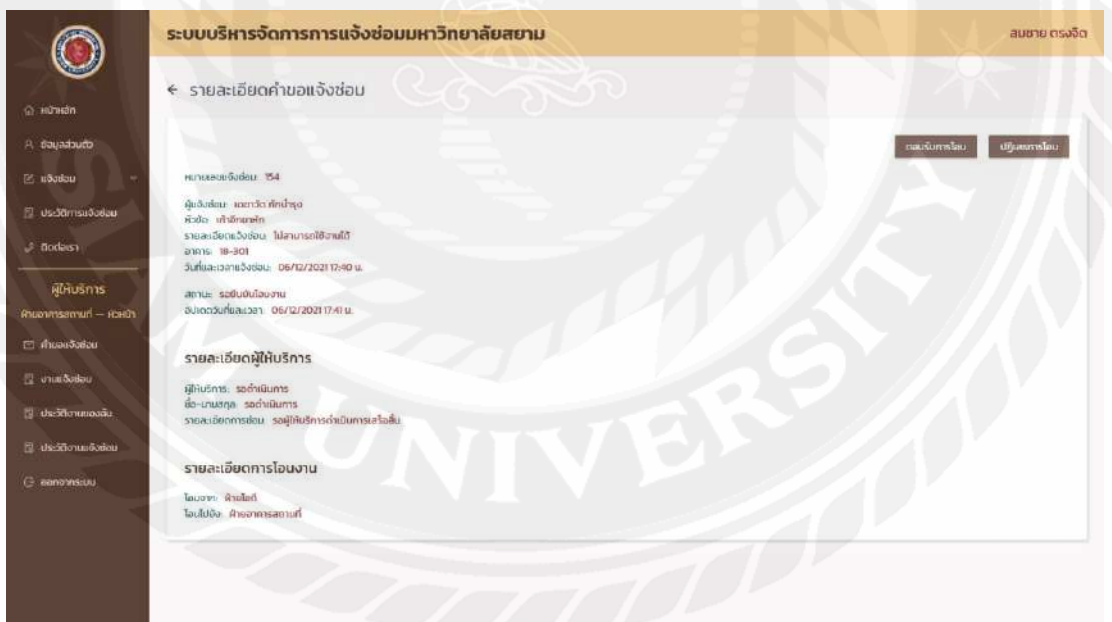 ระบบบริหารจัดการการแจ้งซ่อมมหาวิทยาลัยสยาม
สมชาย ตรงจิต
หน้าหลัก
ข้อมูลส่วนตัว
แจ้งซ่อม
ประวัติการแจ้งซ่อม
ติดต่อเรา
ผู้ให้บริการ
ฝ่ายอาคารสถานที่ – หัวหน้า
คำขอแจ้งซ่อม
งานแจ้งซ่อม
ประวัติงานของฉัน
ประวัติงานแจ้งซ่อม
ออกจากระบบ
← รายละเอียดคำขอแจ้งซ่อม
ตอบรับการโอน
ปฏิเสธการโอน
หมายเลขแจ้งซ่อม: 154
ผู้แจ้งซ่อม:
หัวข้อ: เก้าอีกขาหัก
รายละเอียดแจ้งซ่อม: ไม่สามารถใช้งานได้
อาคาร: 18-301
วันที่และเวลาแจ้งซ่อม: 06/12/2021 17:40 น.
สถานะ: รอยืนยันโอนงาน
อัปเดตวันที่และเวลา: 06/12/2021 17:41 น.
รายละเอียดผู้ให้บริการ
ผู้ให้บริการ: รอดำเนินการ
ชื่อ-นามสกุล: รอดำเนินการ
รายละเอียดการซ่อม: รอผู้ให้บริการดำเนินการเสร็จสิ้น
รายละเอียดการโอนงาน
โอนจาก: ฝ่ายไอที
โอนไปยัง: ฝ่ายอาคารสถานที่
UNIVERSITY